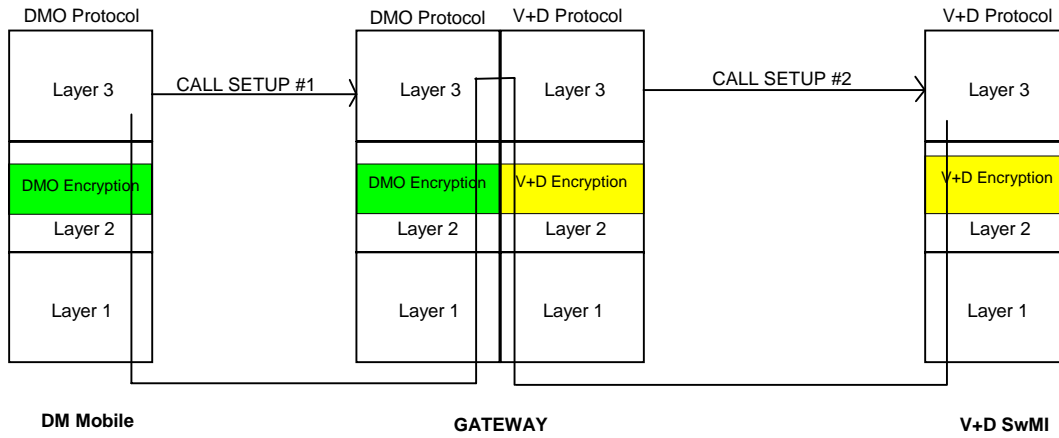 DMO Protocol
DMO Protocol
V+D Protocol
V+D Protocol
Layer 3
CALL SETUP #1
Layer 3
Layer 3
CALL SETUP #2
Layer 3
DMO Encryption
DMO Encryption
V+D Encryption
V+D Encryption
Layer 2
Layer 2
Layer 2
Layer 2
Layer 1
Layer 1
Layer 1
Layer 1
DM Mobile
GATEWAY
V+D SwMI